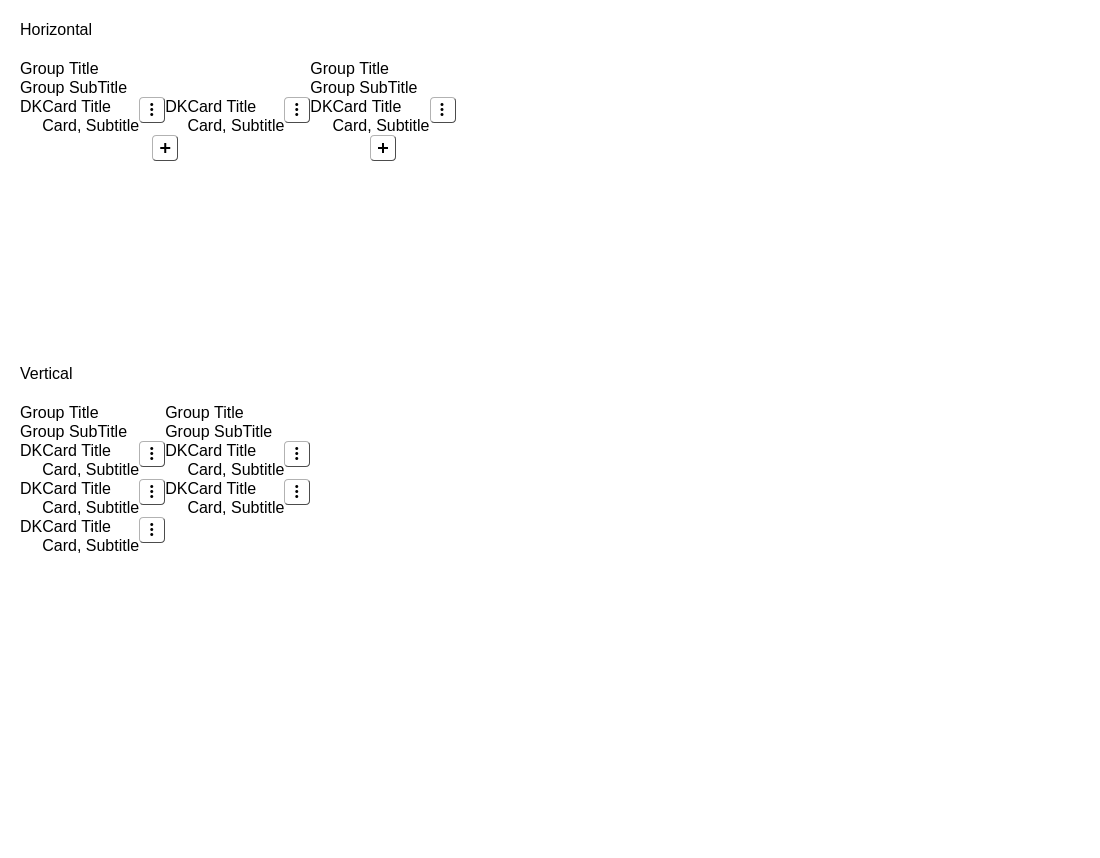 Horizontal
Group Title Group Title
Group SubTitle Group SubTitle
DKCard Title DKCard Title DKCard Title
Card, Subtitle Card, Subtitle Card, Subtitle
+ +
Vertical
Group Title Group Title
Group SubTitle Group SubTitle
DKCard Title DKCard Title
Card, Subtitle Card, Subtitle
DKCard Title DKCard Title
Card, Subtitle Card, Subtitle
DKCard Title
Card, Subtitle